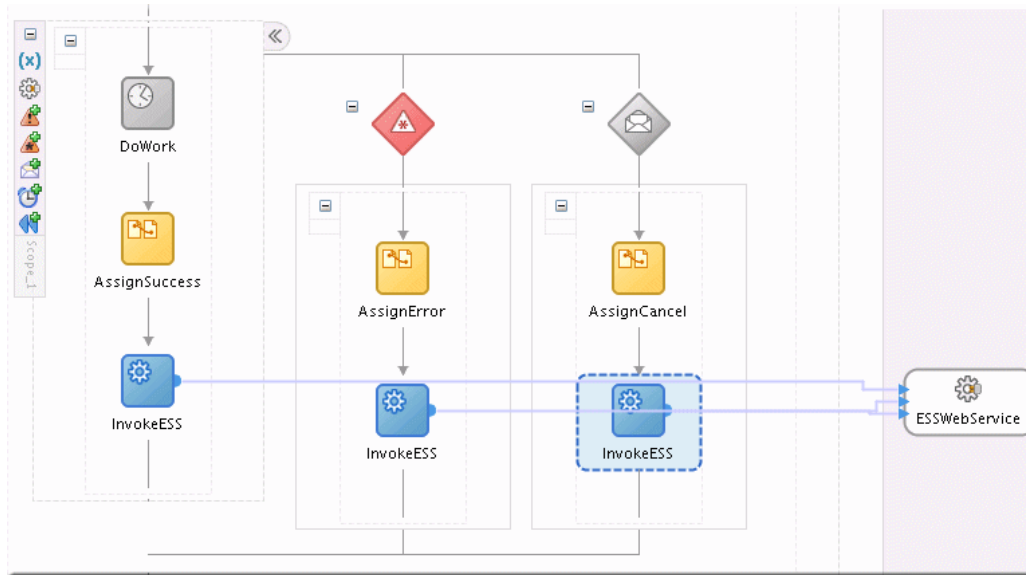 (x)
DoWork
AssignSuccess
AssignError
AssignCancel
Scope_1
InvokeESS
InvokeESS
InvokeESS
ESSWebService